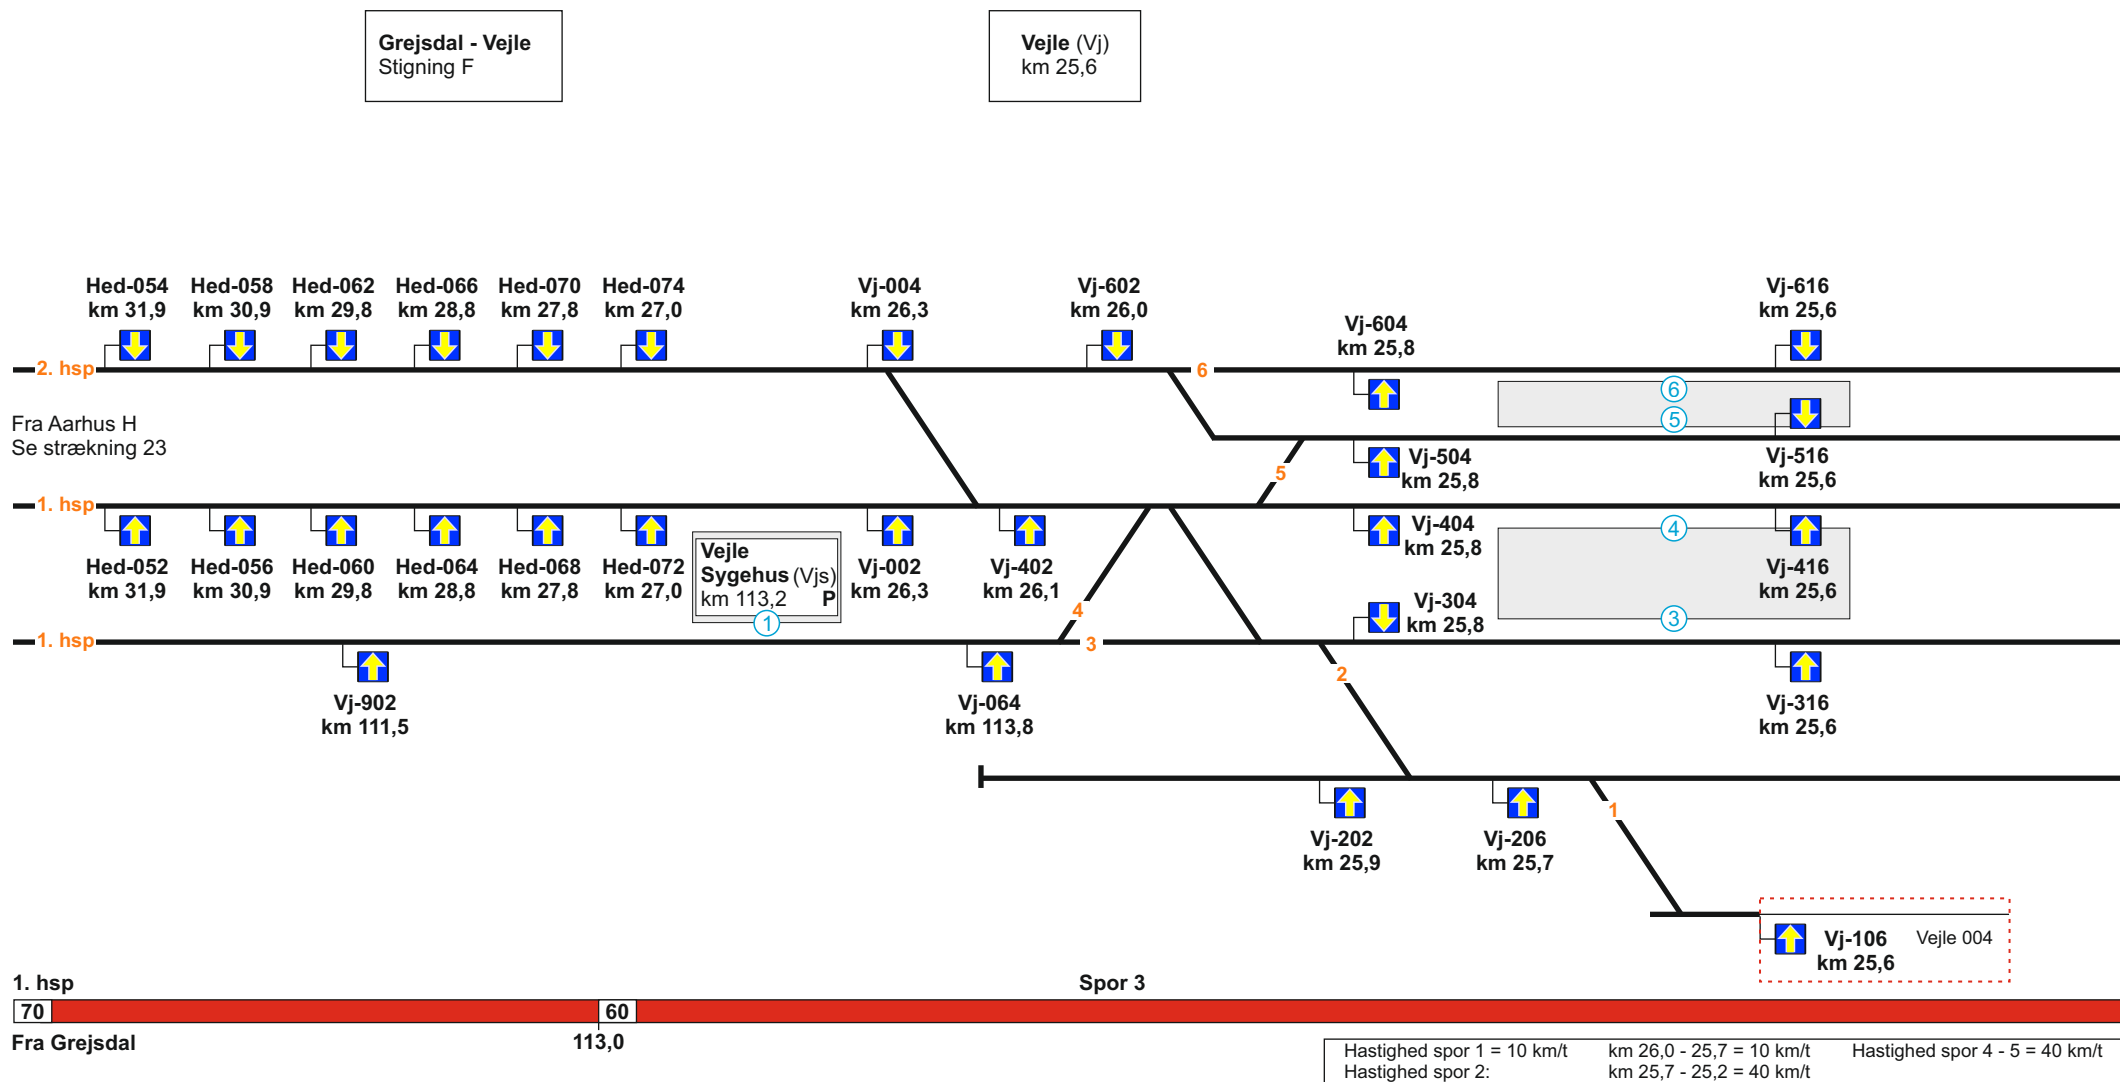 Grejsdal - Vejle
Stigning F
Vejle (Vj)
km 25,6
Hed-054 Hed-058 Hed-062 Hed-066 Hed-070 Hed-074 Vj-004 Vj-602 Vj-616
km 31,9 km 30,9 km 29,8 km 28,8 km 27,8 km 27,0 km 26,3 km 26,0 km 25,6
Vj-604
km 25,8
2. hsp 6
6
5
Fra Aarhus H
Se strækning 23
Vj-504 Vj-516
km 25,8 km 25,6
5
1. hsp
Vj-404 4
km 25,8
Vejle
Sygehus (Vjs)
km 113,2 P
1
Hed-052 Hed-056 Hed-060 Hed-064 Hed-068 Hed-072 Vj-002 Vj-402 Vj-416
km 31,9 km 30,9 km 29,8 km 28,8 km 27,8 km 27,0 km 26,3 km 26,1 km 25,6
4
Vj-304 3
km 25,8
1. hsp 3
2
Vj-902 Vj-064 Vj-316
km 111,5 km 113,8 km 25,6
1
Vj-202 Vj-206
km 25,9 km 25,7
Vj-106 Vejle 004
km 25,6
1. hsp Spor 3
70 60
Fra Grejsdal 113,0
Hastighed spor 1 = 10 km/t km 26,0 - 25,7 = 10 km/t Hastighed spor 4 - 5 = 40 km/t
Hastighed spor 2: km 25,7 - 25,2 = 40 km/t